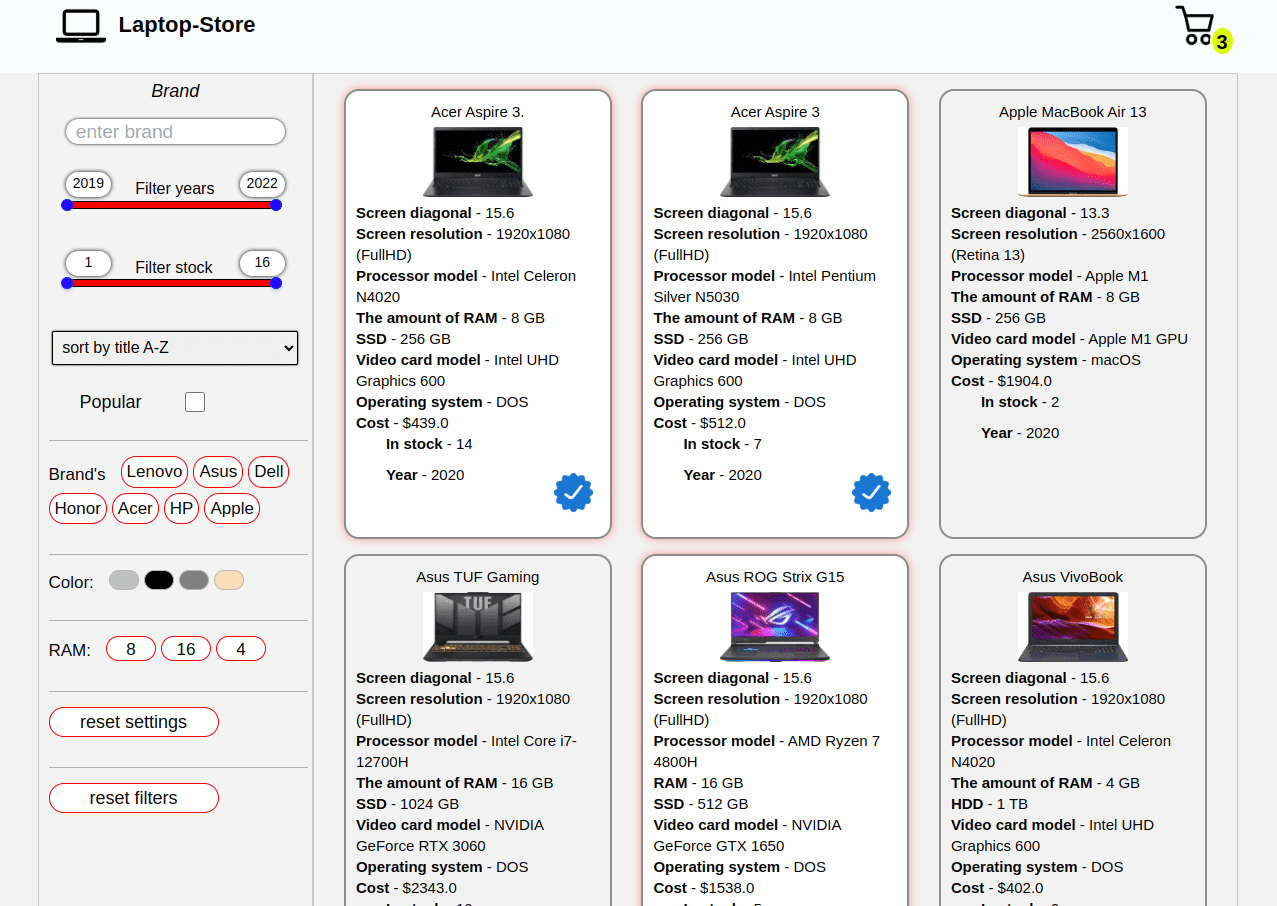 Laptop-Store
3
Brand
enter brand
2019
Filter years
2022
1
Filter stock
16
sort by title A-Z
Popular
Brand's Lenovo Asus Dell
Honor Acer HP Apple
Color:
RAM: 8 16 4
reset settings
reset filters
Acer Aspire 3.
Screen diagonal - 15.6
Screen resolution - 1920x1080
(FullHD)
Processor model - Intel Celeron
N4020
The amount of RAM - 8 GB
SSD - 256 GB
Video card model - Intel UHD
Graphics 600
Operating system - DOS
Cost - $439.0
In stock - 14
Year - 2020
Acer Aspire 3
Screen diagonal - 15.6
Screen resolution - 1920x1080
(FullHD)
Processor model - Intel Pentium
Silver N5030
The amount of RAM - 8 GB
SSD - 256 GB
Video card model - Intel UHD
Graphics 600
Operating system - DOS
Cost - $512.0
In stock - 7
Year - 2020
Apple MacBook Air 13
Screen diagonal - 13.3
Screen resolution - 2560x1600
(Retina 13)
Processor model - Apple M1
The amount of RAM - 8 GB
SSD - 256 GB
Video card model - Apple M1 GPU
Operating system - macOS
Cost - $1904.0
In stock - 2
Year - 2020
Asus TUF Gaming
TUF
Screen diagonal - 15.6
Screen resolution - 1920x1080
(FullHD)
Processor model - Intel Core i7-
12700H
The amount of RAM - 16 GB
SSD - 1024 GB
Video card model - NVIDIA
GeForce RTX 3060
Operating system - DOS
Cost - $2343.0
Asus ROG Strix G15
Screen diagonal - 15.6
Screen resolution - 1920x1080
(FullHD)
Processor model - AMD Ryzen 7
4800H
RAM - 16 GB
SSD - 512 GB
Video card model - NVIDIA
GeForce GTX 1650
Operating system - DOS
Cost - $1538.0
Asus VivoBook
Screen diagonal - 15.6
Screen resolution - 1920x1080
(FullHD)
Processor model - Intel Celeron
N4020
The amount of RAM - 4 GB
HDD - 1 TB
Video card model - Intel UHD
Graphics 600
Operating system - DOS
Cost - $402.0